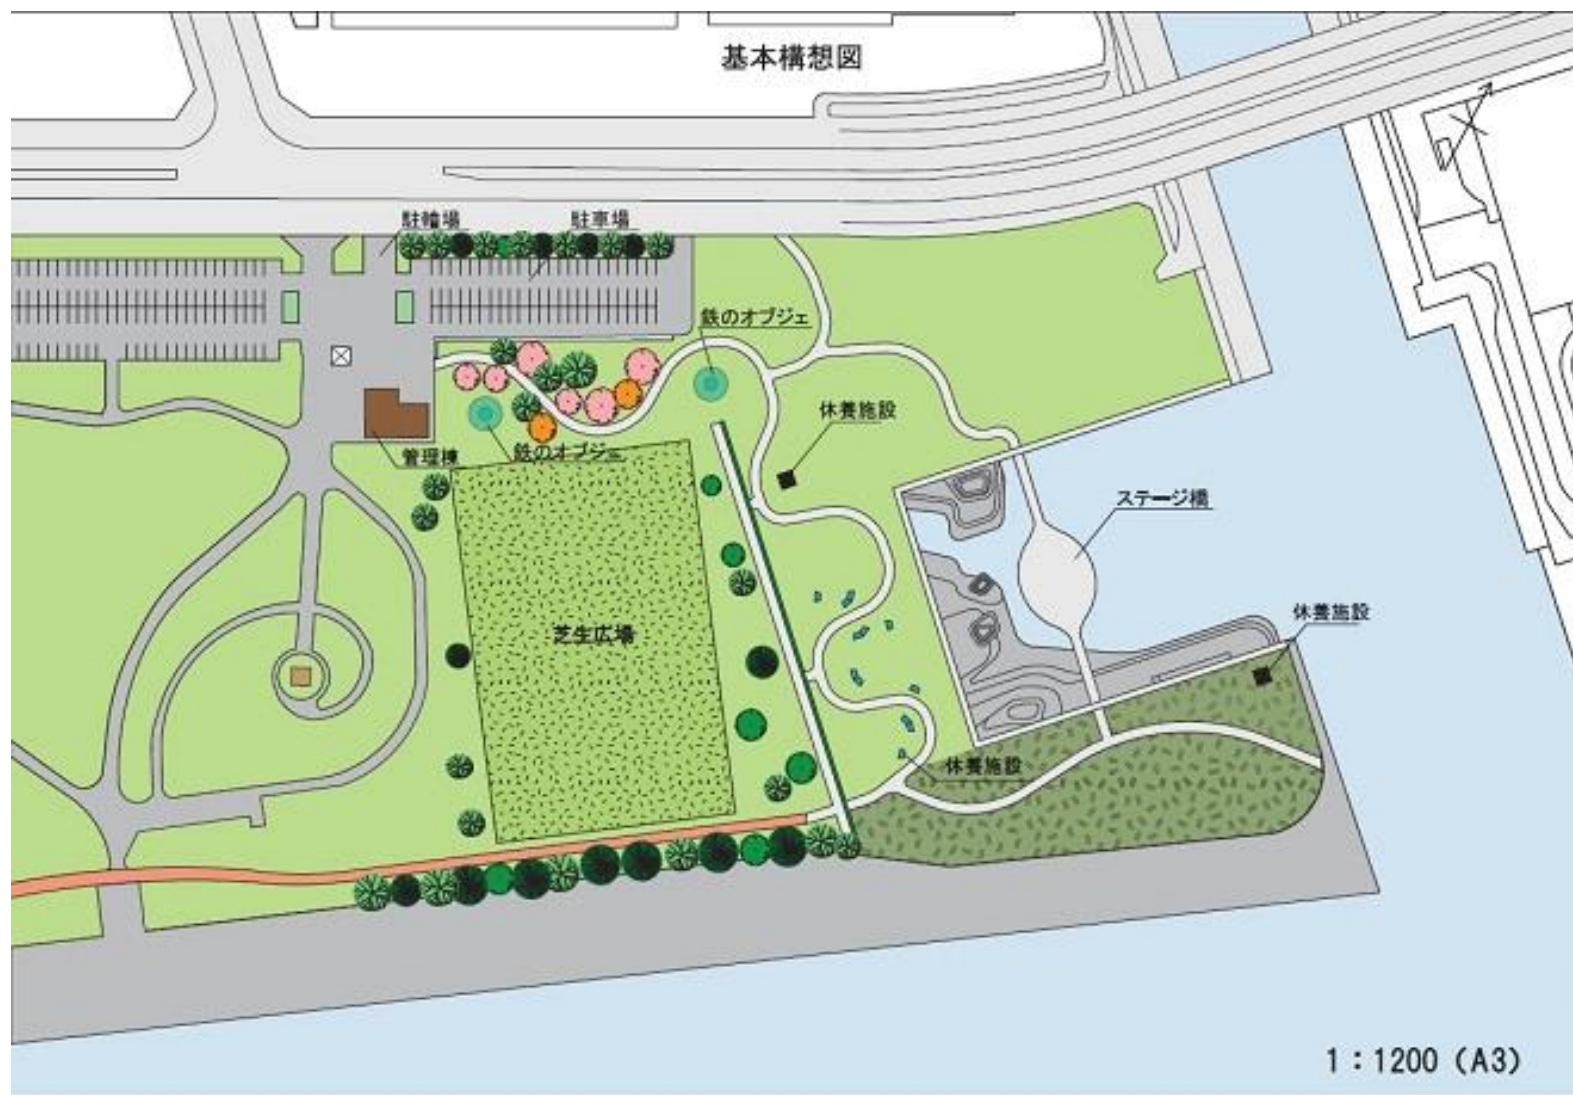 基本構想図
駐輪場
駐車場
鉄のオブジェ
休養施設
管理棟
鉄のオブジェ
ステージ橋
芝生広場
休養施設
休養施設
1：1200（A3）